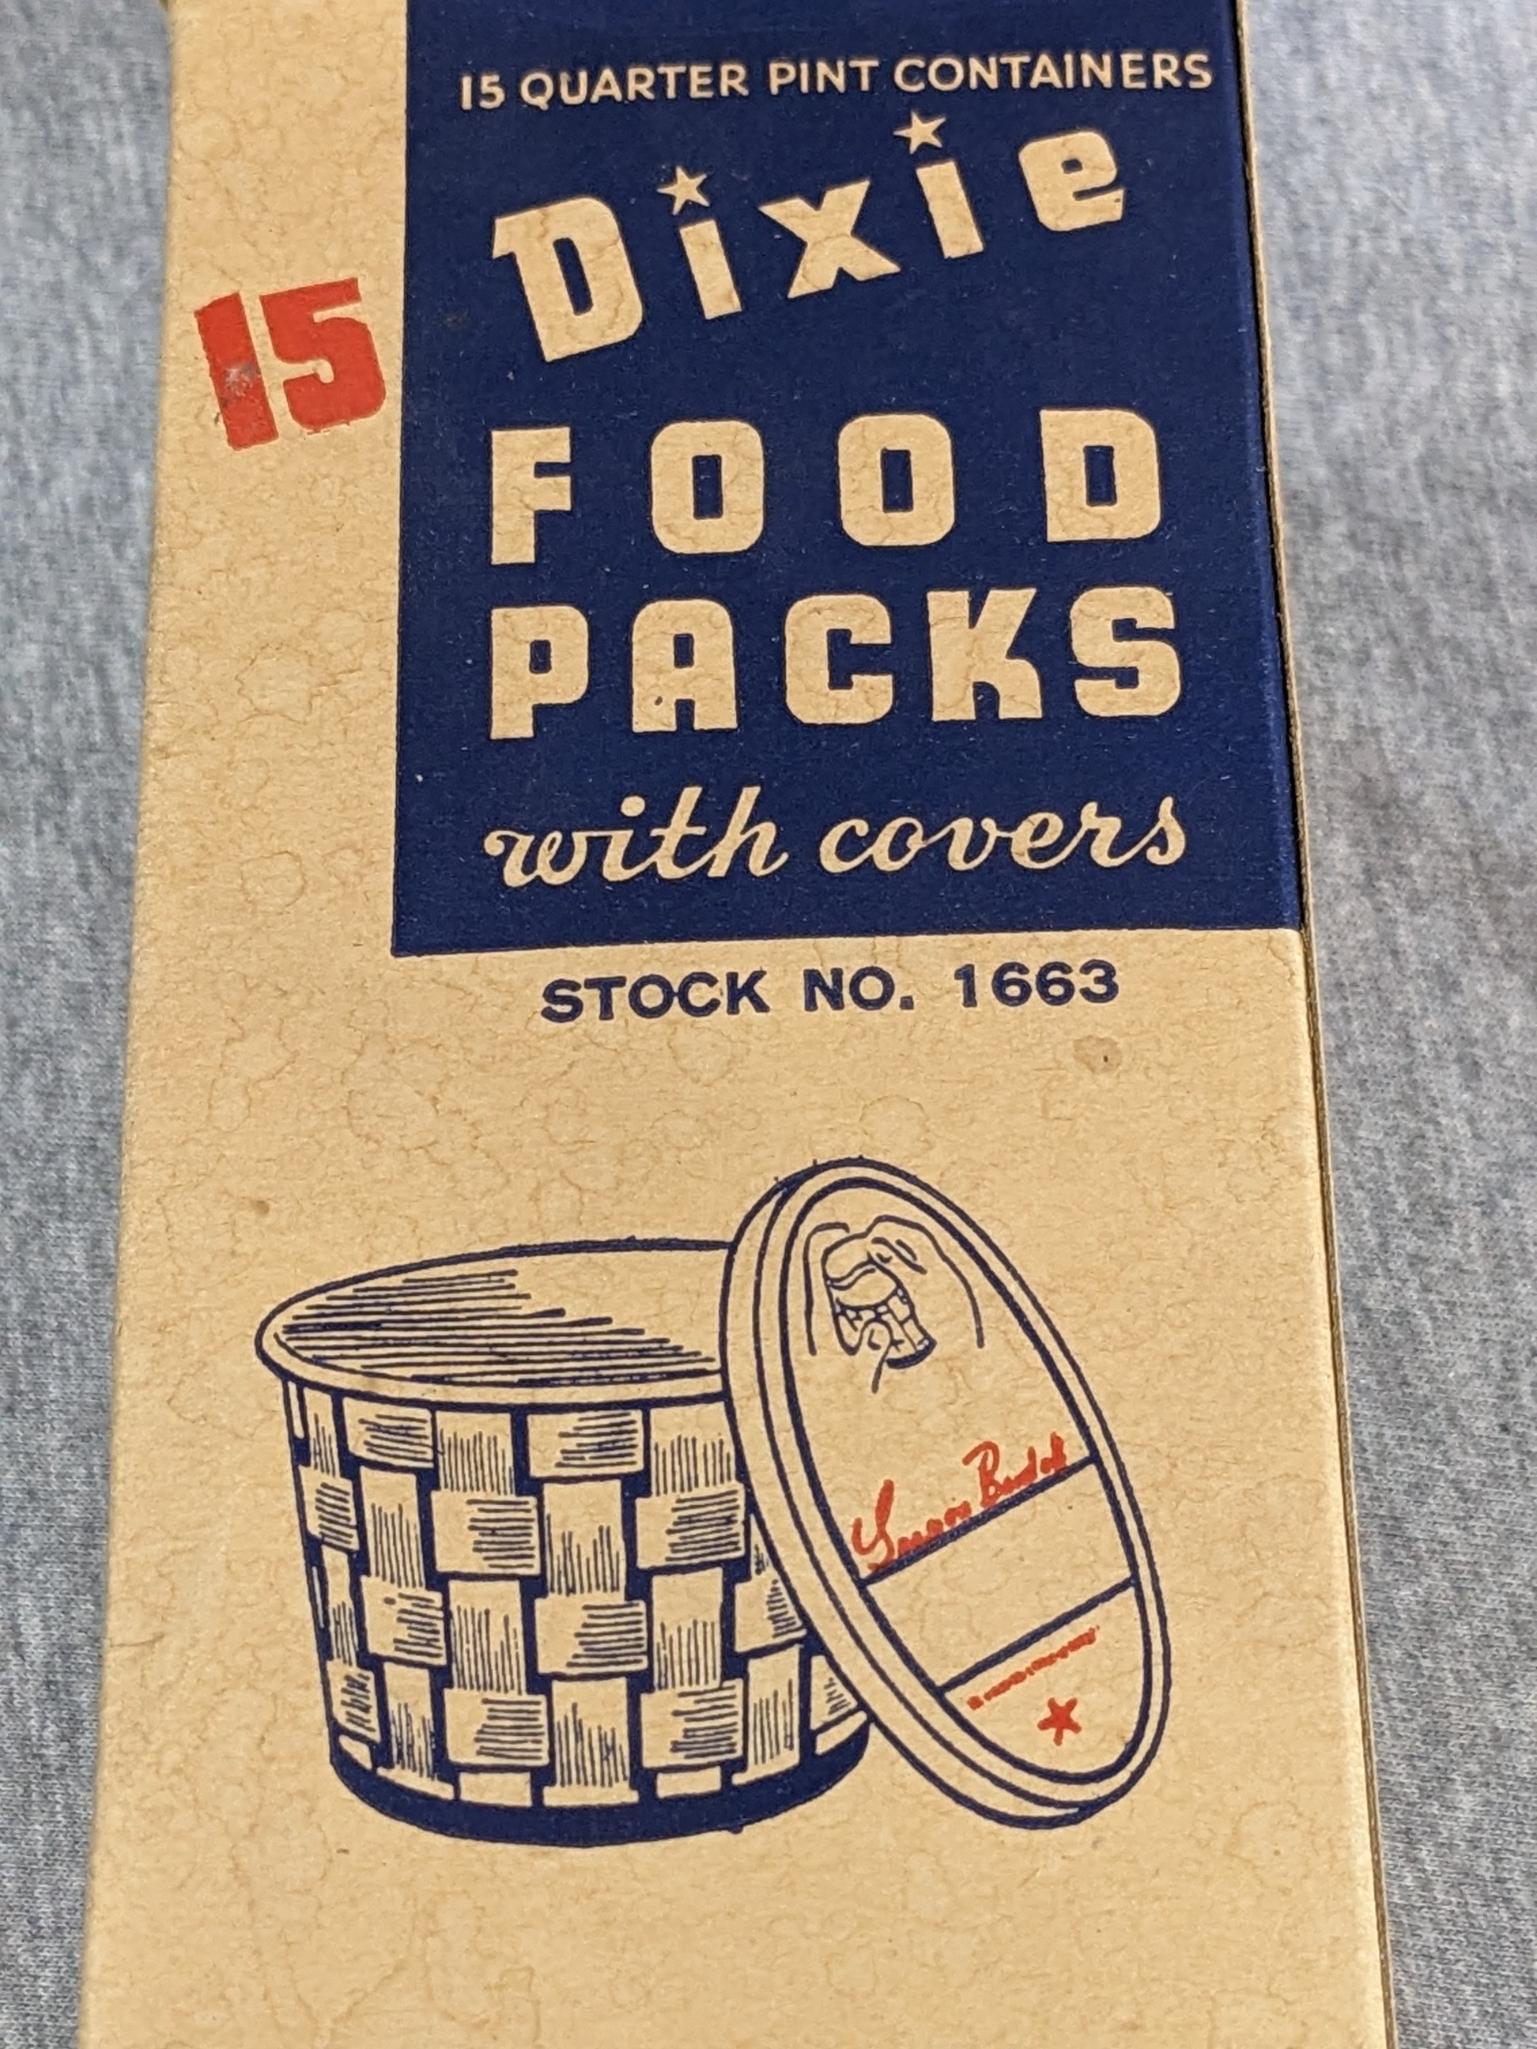 15 QUARTER PINT CONTAINERS
Dixie
15
FOOD
PACKS
with covers
STOCK NO. 1663